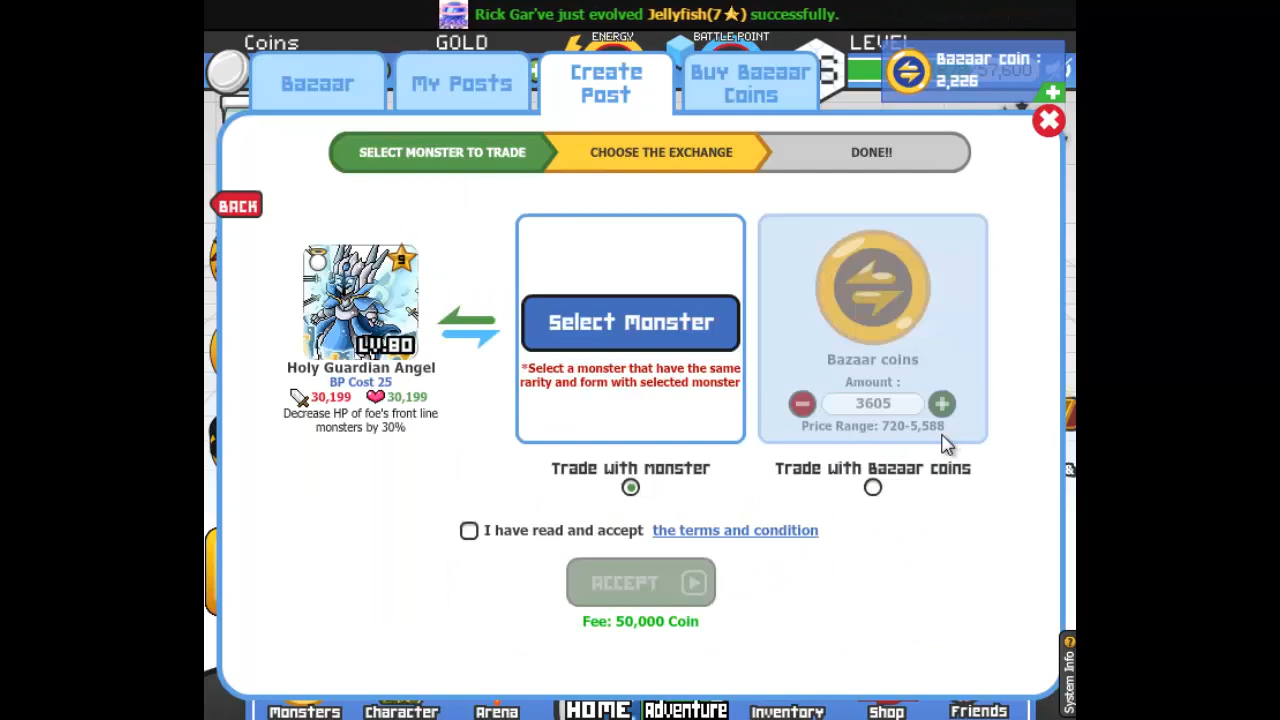 Rick Gar've just evolved Jellyfish(7★) successfully.
Coins GOLD ENERGY BATTLE POINT LEVEL
Bazaar
My Posts
Create Post
Buy Bazaar Coins
Bazaar coin : 2,226
57,600
SELECT MONSTER TO TRADE
CHOOSE THE EXCHANGE
DONE!!
BACK
9
LV.80
Holy Guardian Angel
BP Cost 25
30,199 30,199
Decrease HP of foe's front line
monsters by 30%
Select Monster
*Select a monster that have the same
rarity and form with selected monster
Bazaar coins
Amount :
3605
Price Range: 720-5,588
Trade with monster
Trade with Bazaar coins
I have read and accept the terms and condition
ACCEPT
Fee: 50,000 Coin
System Info
Monsters Character Arena HOME Adventure Inventory Shop Friends